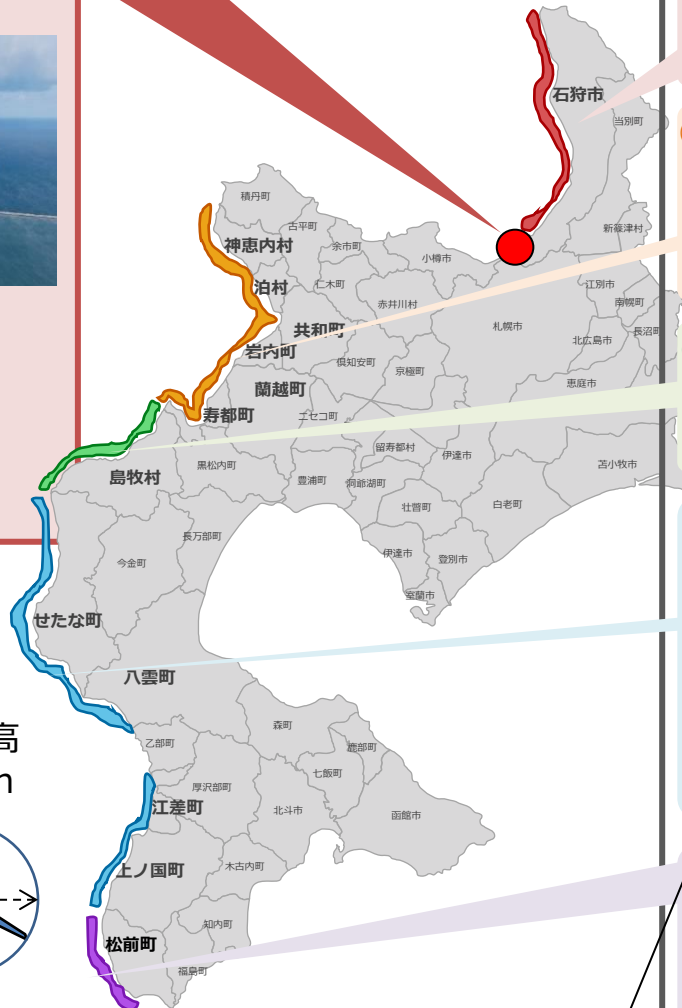 石狩市
当別町
積丹町
古平町
新篠津村
神恵内村
余市町
小樽市
泊村
仁木町
江別市
赤井川村
南幌町
札幌市
共和町
長沼町
北広島市
岩内町
倶知安町
京極町
恵庭市
蘭越町
寿都町
ニセコ町
留寿都村
伊達市
黒松内町
苫小牧市
島牧村
豊浦町
洞爺湖町
壮瞥町
白老町
長万部町
今金町
伊達市
登別市
室蘭市
せたな町
八雲町
森町
高
乙部町
鹿部町
七飯町
n
厚沢部町
江差町
北斗市
函館市
上ノ国町
木古内町
知内町
松前町
福島町